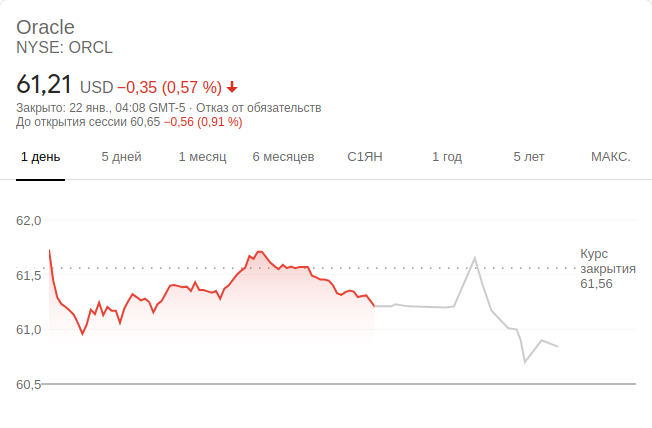 Oracle
NYSE: ORCL
61,21 USD −0,35 (0,57 %)
Закрыто: 22 янв., 04:08 GMT-5 · Отказ от обязательств
До открытия сессии 60,65 −0,56 (0,91 %)
1 день 5 дней 1 месяц 6 месяцев С1ЯН 1 год 5 лет МАКС.
62,0
Курс
закрытия
61,56
61,5
61,0
60,5